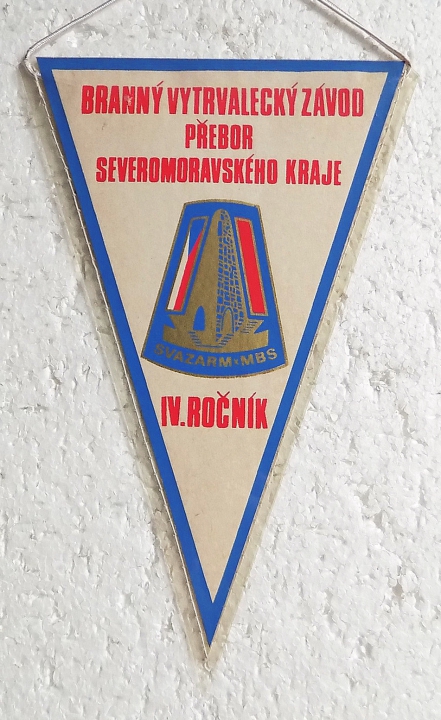 BRANNÝ VYTRVALECKÝ ZÁVOD
PŘEBOR
SEVEROMORAVSKÉHO KRAJE
SVAZARM-MBS
IV. ROČNÍK